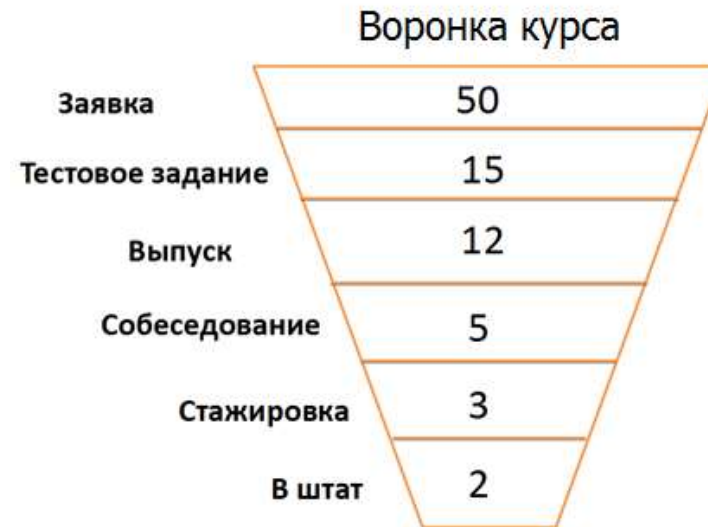 Воронка курса
Заявка 50
Тестовое задание 15
Выпуск 12
Собеседование 5
Стажировка 3
В штат 2